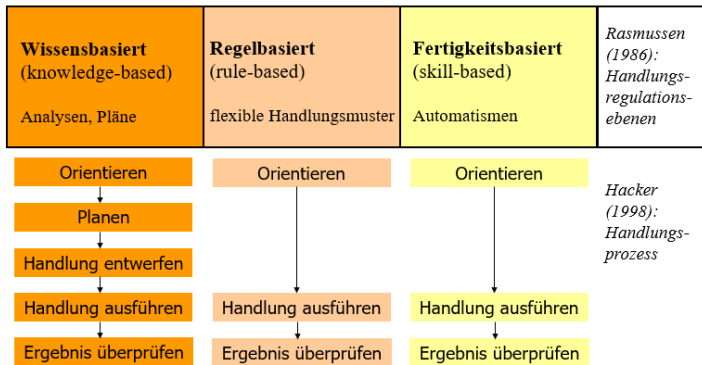 Wissensbasiert
(knowledge-based)
Analysen, Pläne
Regelbasiert
(rule-based)
flexible Handlungsmuster
Fertigkeitsbasiert
(skill-based)
Automatismen
Rasmussen
(1986):
Handlungs-
regulations-
ebenen
Orientieren
Planen
Handlung entwerfen
Handlung ausführen
Ergebnis überprüfen
Orientieren
Handlung ausführen
Ergebnis überprüfen
Orientieren
Handlung ausführen
Ergebnis überprüfen
Hacker
(1998):
Handlungs-
prozess